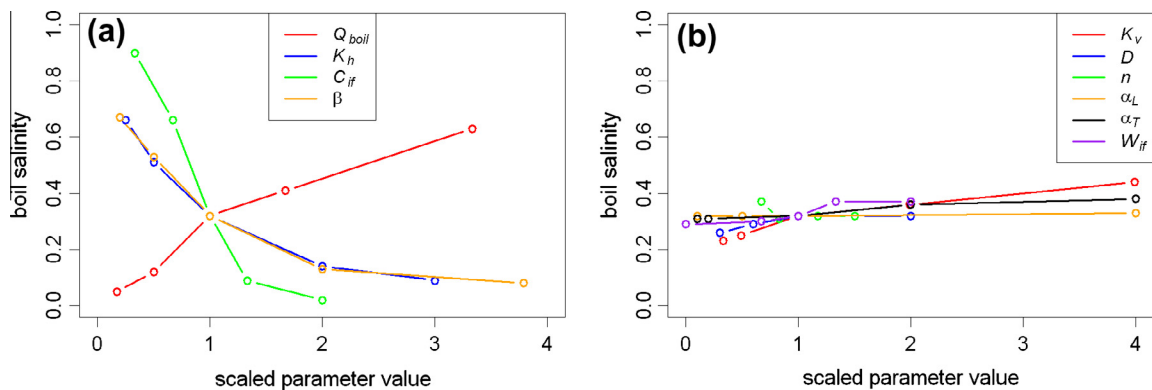 (a)
Q boil
K h
C if
β
boil salinity
0.0 0.2 0.4 0.6 0.8 1.0
0 1 2 3 4
scaled parameter value
(b)
K v
D
n
α L
α T
W if
boil salinity
0.0 0.2 0.4 0.6 0.8 1.0
0 1 2 3 4
scaled parameter value